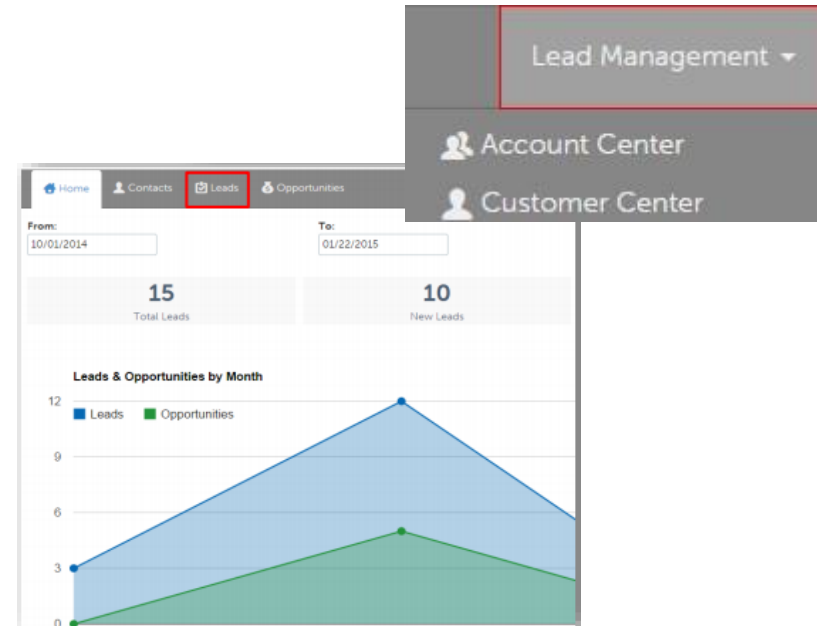 Lead Management
Account Center
Customer Center
Home Contacts Leads Opportunities
From: To:
10/01/2014 01/22/2015
15 10
Total Leads New Leads
Leads & Opportunities by Month
12
Leads Opportunities
9
6
3
0